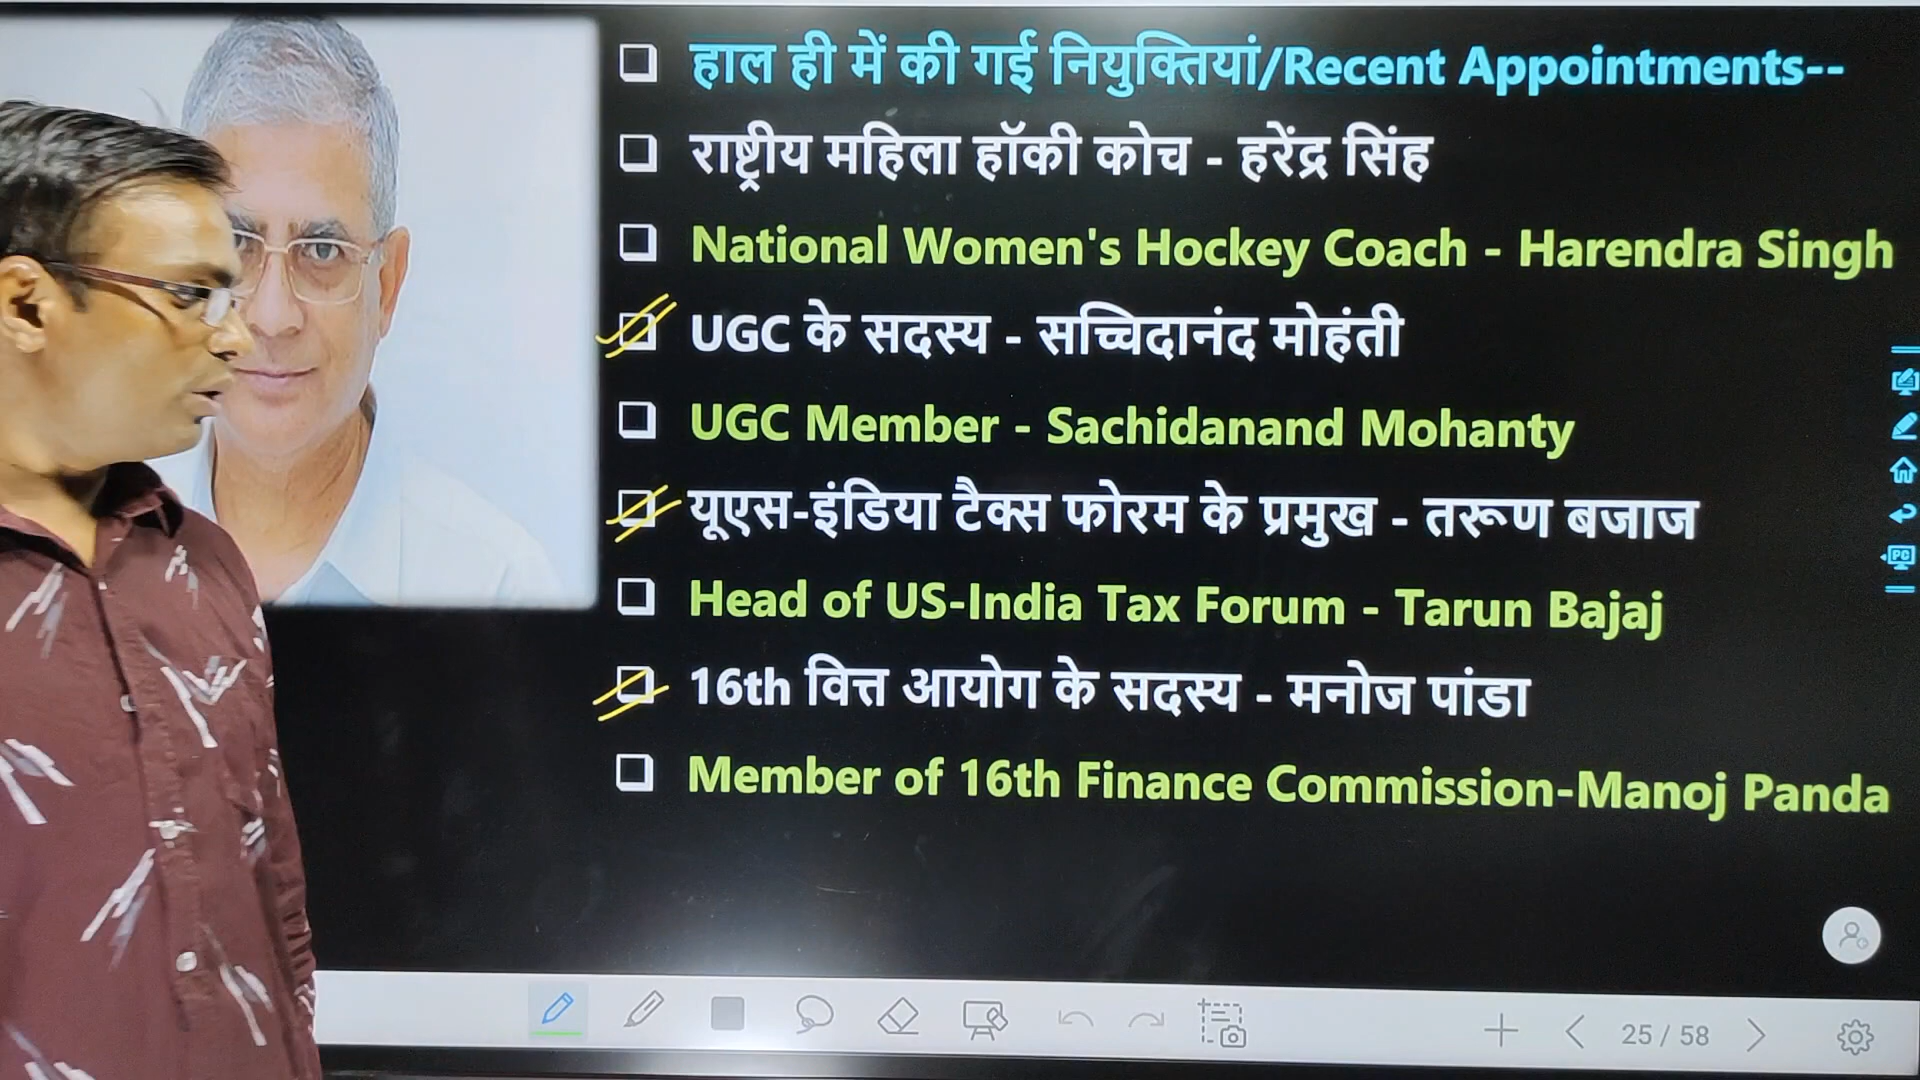 हाल ही में की गई नियुक्तियां/Recent Appointments--
राष्ट्रीय महिला हॉकी कोच - हरेंद्र सिंह
National Women's Hockey Coach - Harendra Singh
UGC के सदस्य - सच्चिदानंद मोहंती
UGC Member - Sachidanand Mohanty
यूएस-इंडिया टैक्स फोरम के प्रमुख - तरूण बजाज
Head of US-India Tax Forum - Tarun Bajaj
16th वित्त आयोग के सदस्य - मनोज पांडा
Member of 16th Finance Commission-Manoj Panda
PC
25 / 58